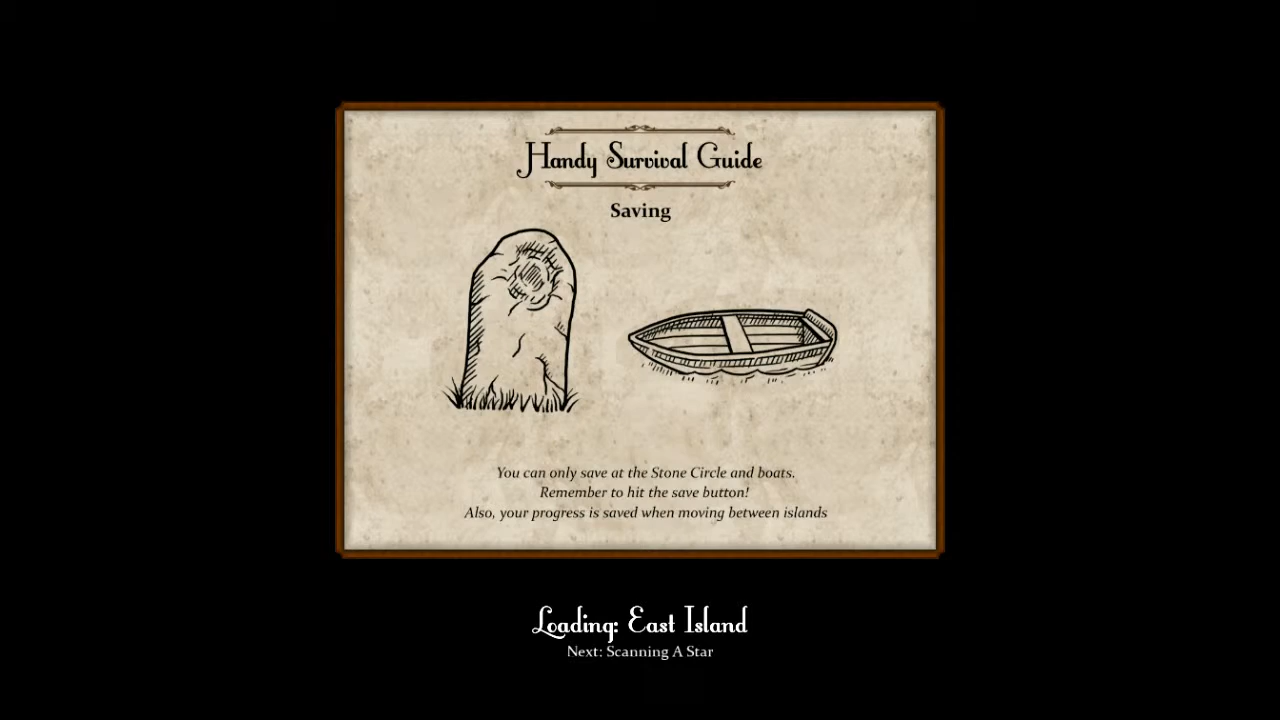 Handy Survival Guide
Saving
You can only save at the Stone Circle and boats.
Remember to hit the save button!
Also, your progress is saved when moving between islands
Loading: East Island
Next: Scanning A Star